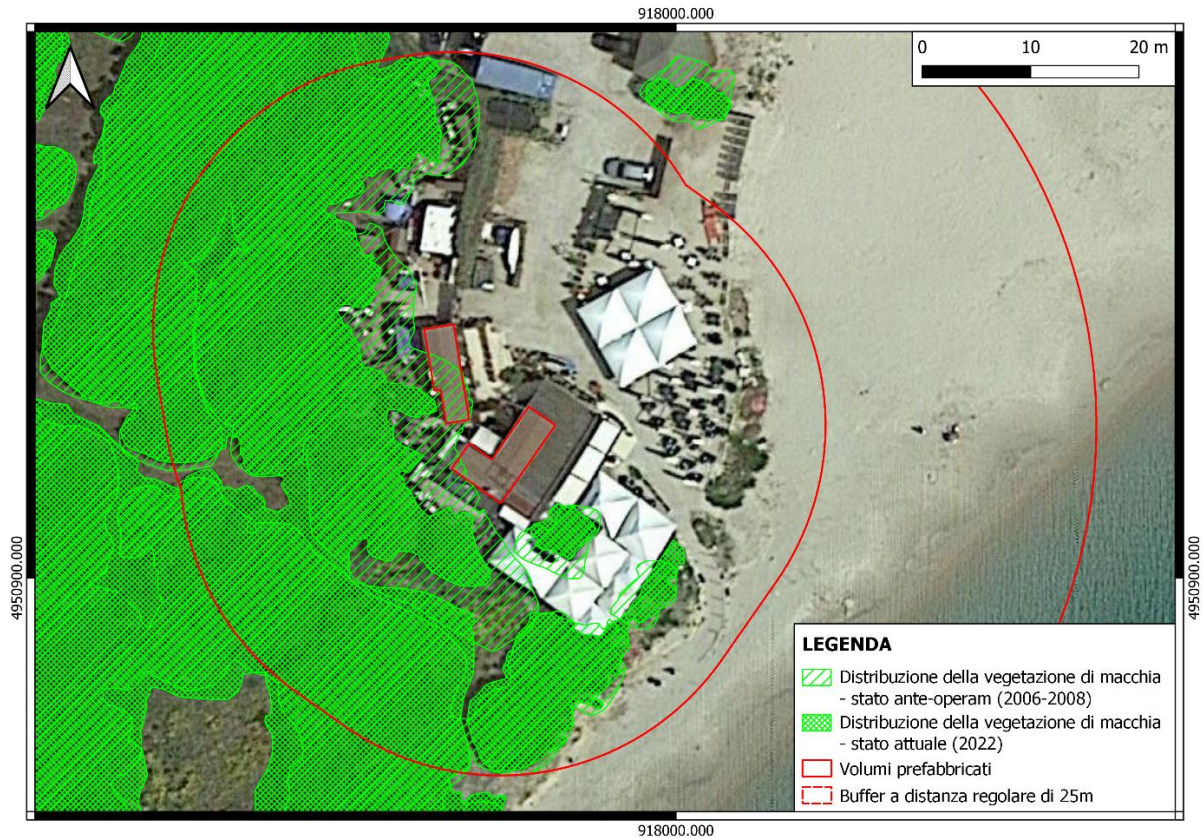 918000.000
0 10 20 m
4950900.000
4950900.000
LEGENDA
Distribuzione della vegetazione di macchia
- stato ante-operam (2006-2008)
Distribuzione della vegetazione di macchia
- stato attuale (2022)
Volumi prefabbricati
Buffer a distanza regolare di 25m
918000.000